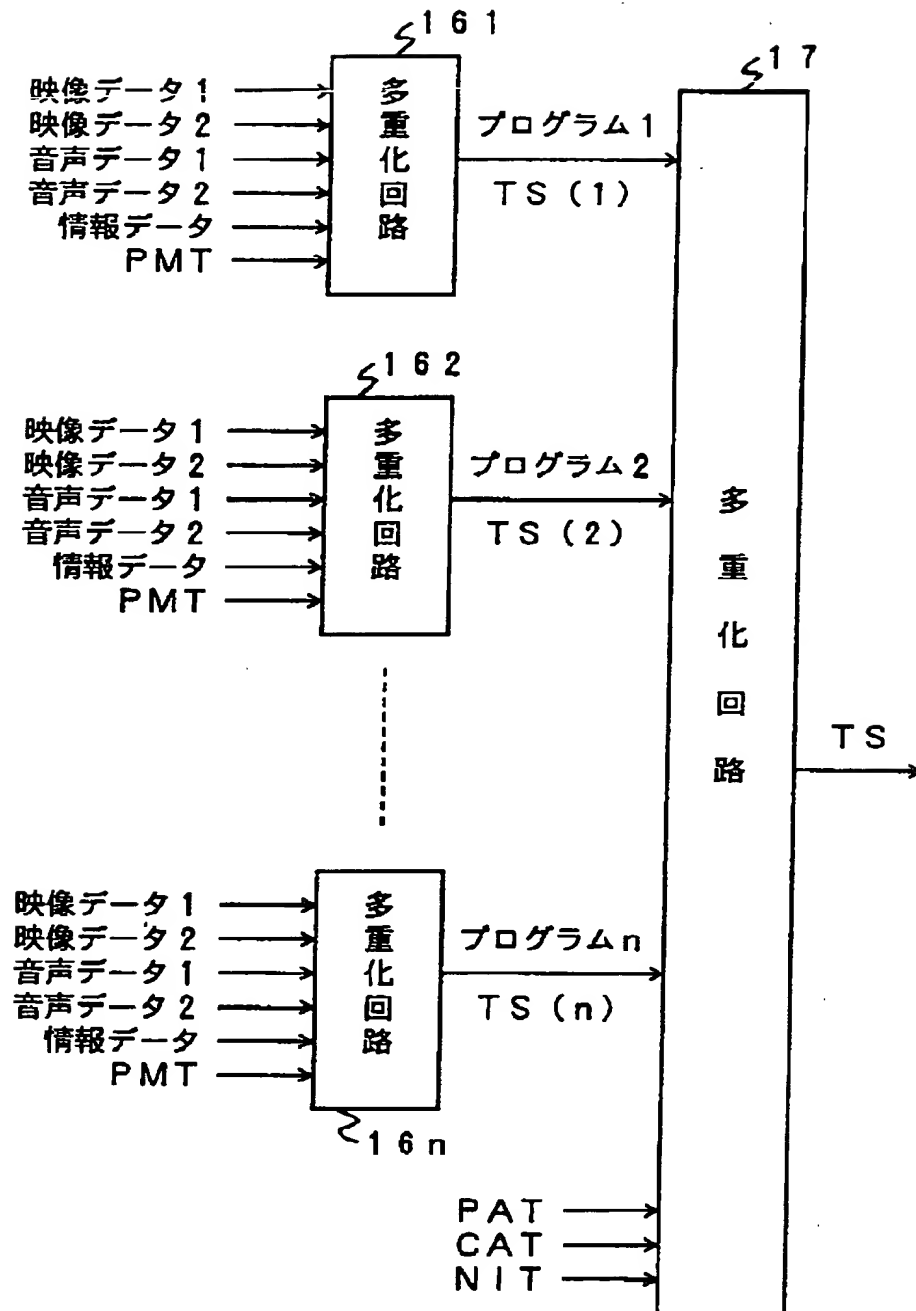 161
映像データ1
映像データ2
音声データ1
音声データ2
情報データ
PMT
多重化回路
プログラム1
TS(1)
17
162
映像データ1
映像データ2
音声データ1
音声データ2
情報データ
PMT
多重化回路
プログラム2
TS(2)
多重化回路
TS
映像データ1
映像データ2
音声データ1
音声データ2
情報データ
PMT
多重化回路
プログラムn
TS(n)
16n
PAT
CAT
NIT